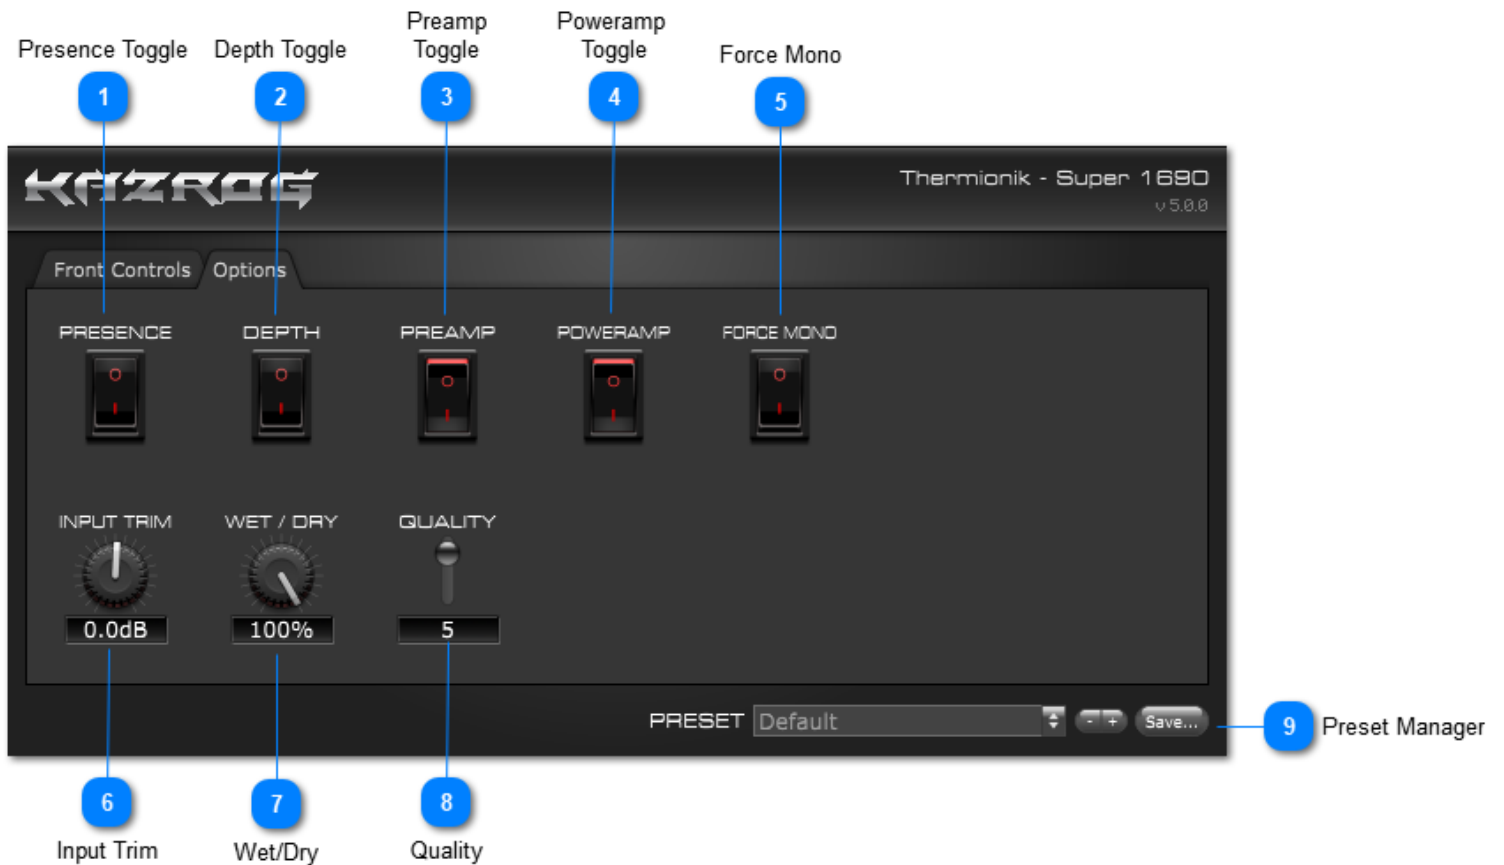 Presence Toggle
Depth Toggle
Preamp
Toggle
Poweramp
Toggle
Force Mono
1
2
3
4
5
KAZROG
Thermionik - Super 1690
v 5.0.0
Front Controls
Options
PRESENCE
DEPTH
PREAMP
POWERAMP
FORCE MONO
INPUT TRIM
WET / DRY
QUALITY
0.0dB
100%
5
PRESET
Default
- +
Save...
9
Preset Manager
6
7
8
Input Trim
Wet/Dry
Quality